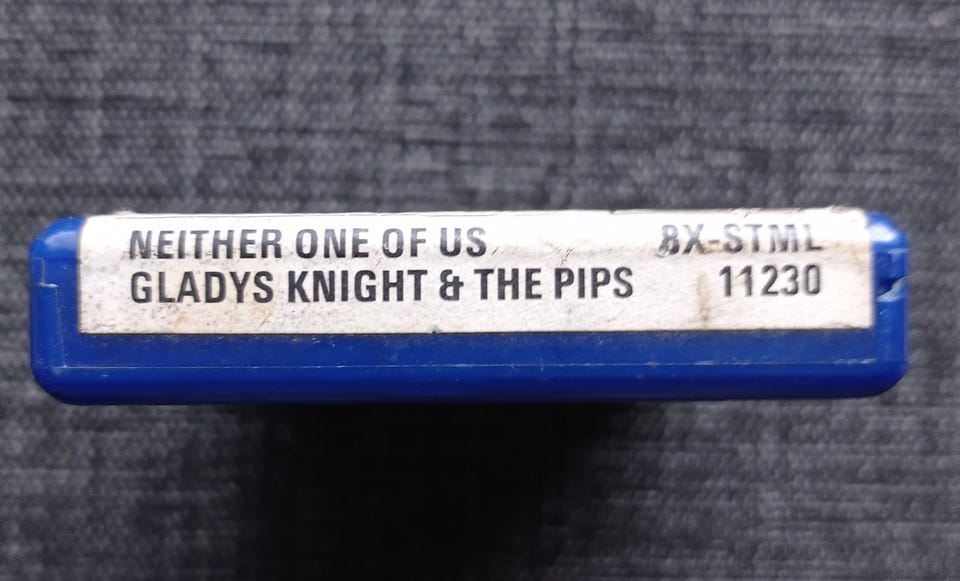 NEITHER ONE OF US 8X-STML
GLADYS KNIGHT & THE PIPS 11230